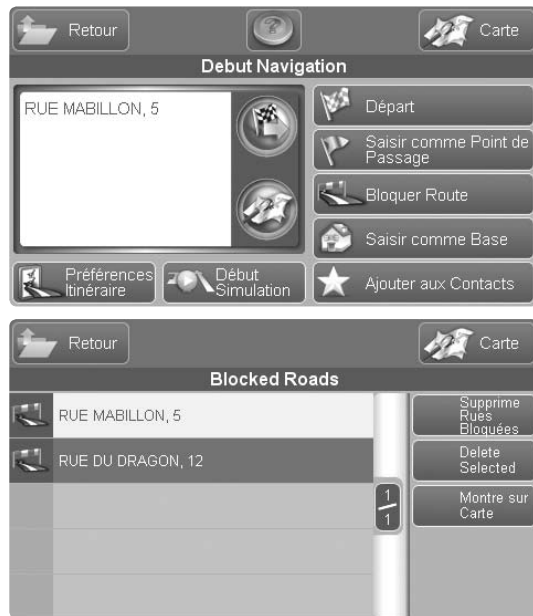 Retour
?
Carte
Debut Navigation
RUE MABILLON, 5
Départ
Saisir comme Point de
Passage
Bloquer Route
Saisir comme Base
Préférences
Itinéraire
Début
Simulation
Ajouter aux Contacts
Retour
Carte
Blocked Roads
RUE MABILLON, 5
RUE DU DRAGON, 12
1
1
Supprime
Rues
Bloquées
Delete
Selected
Montre sur
Carte